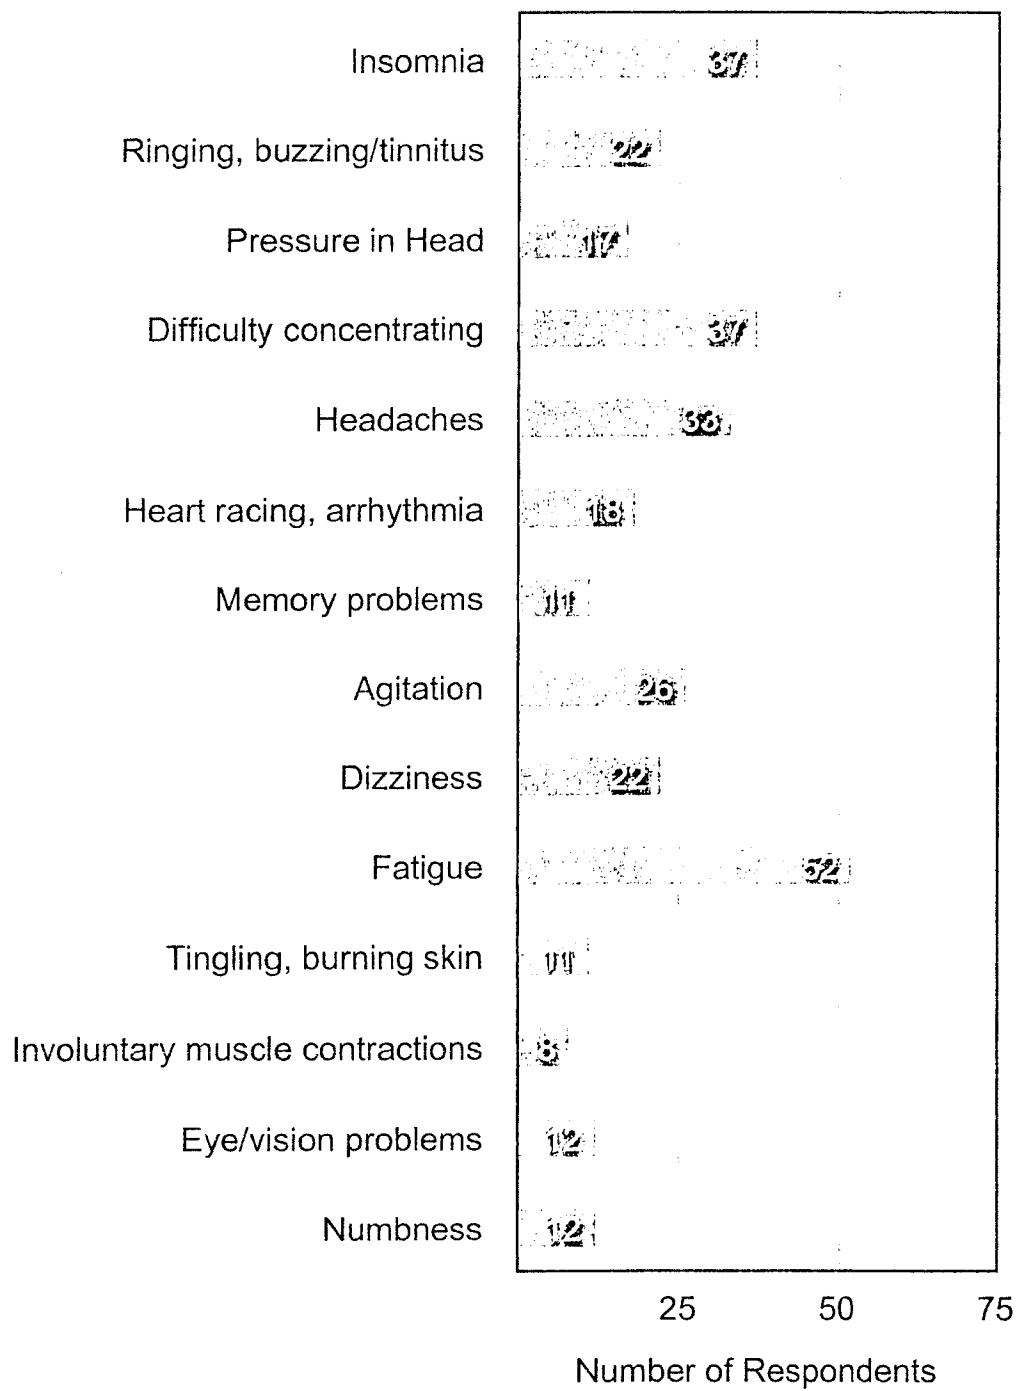 Insomnia 37
Ringing, buzzing/tinnitus 22
Pressure in Head 17
Difficulty concentrating 37
Headaches 33
Heart racing, arrhythmia 18
Memory problems 11
Agitation 26
Dizziness 22
Fatigue 52
Tingling, burning skin 11
Involuntary muscle contractions 8
Eye/vision problems 12
Numbness 12
25 50 75
Number of Respondents